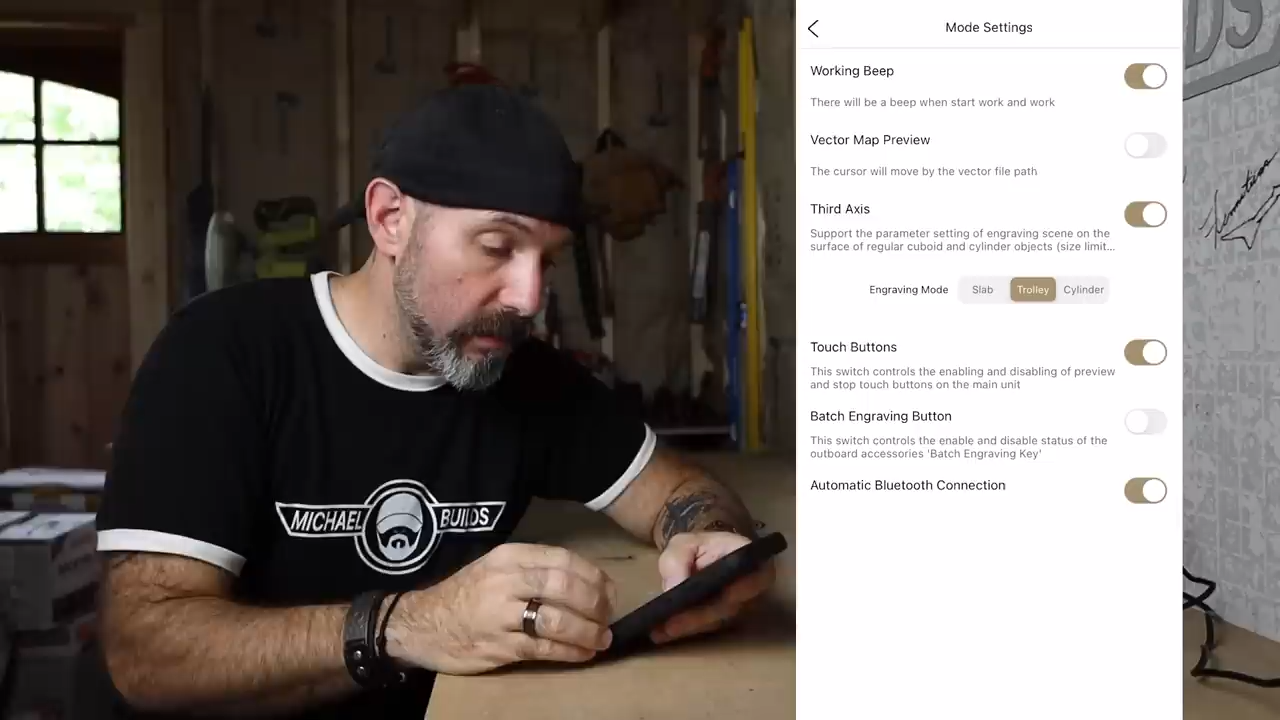 Mode Settings
Working Beep
There will be a beep when start work and work
Vector Map Preview
The cursor will move by the vector file path
Third Axis
Support the parameter setting of engraving scene on the
surface of regular cuboid and cylinder objects (size limit...
Engraving Mode Slab Trolley Cylinder
Touch Buttons
This switch controls the enabling and disabling of preview
and stop touch buttons on the main unit
Batch Engraving Button
This switch controls the enable and disable status of the
outboard accessories 'Batch Engraving Key'
Automatic Bluetooth Connection
MICHAEL BUILDS